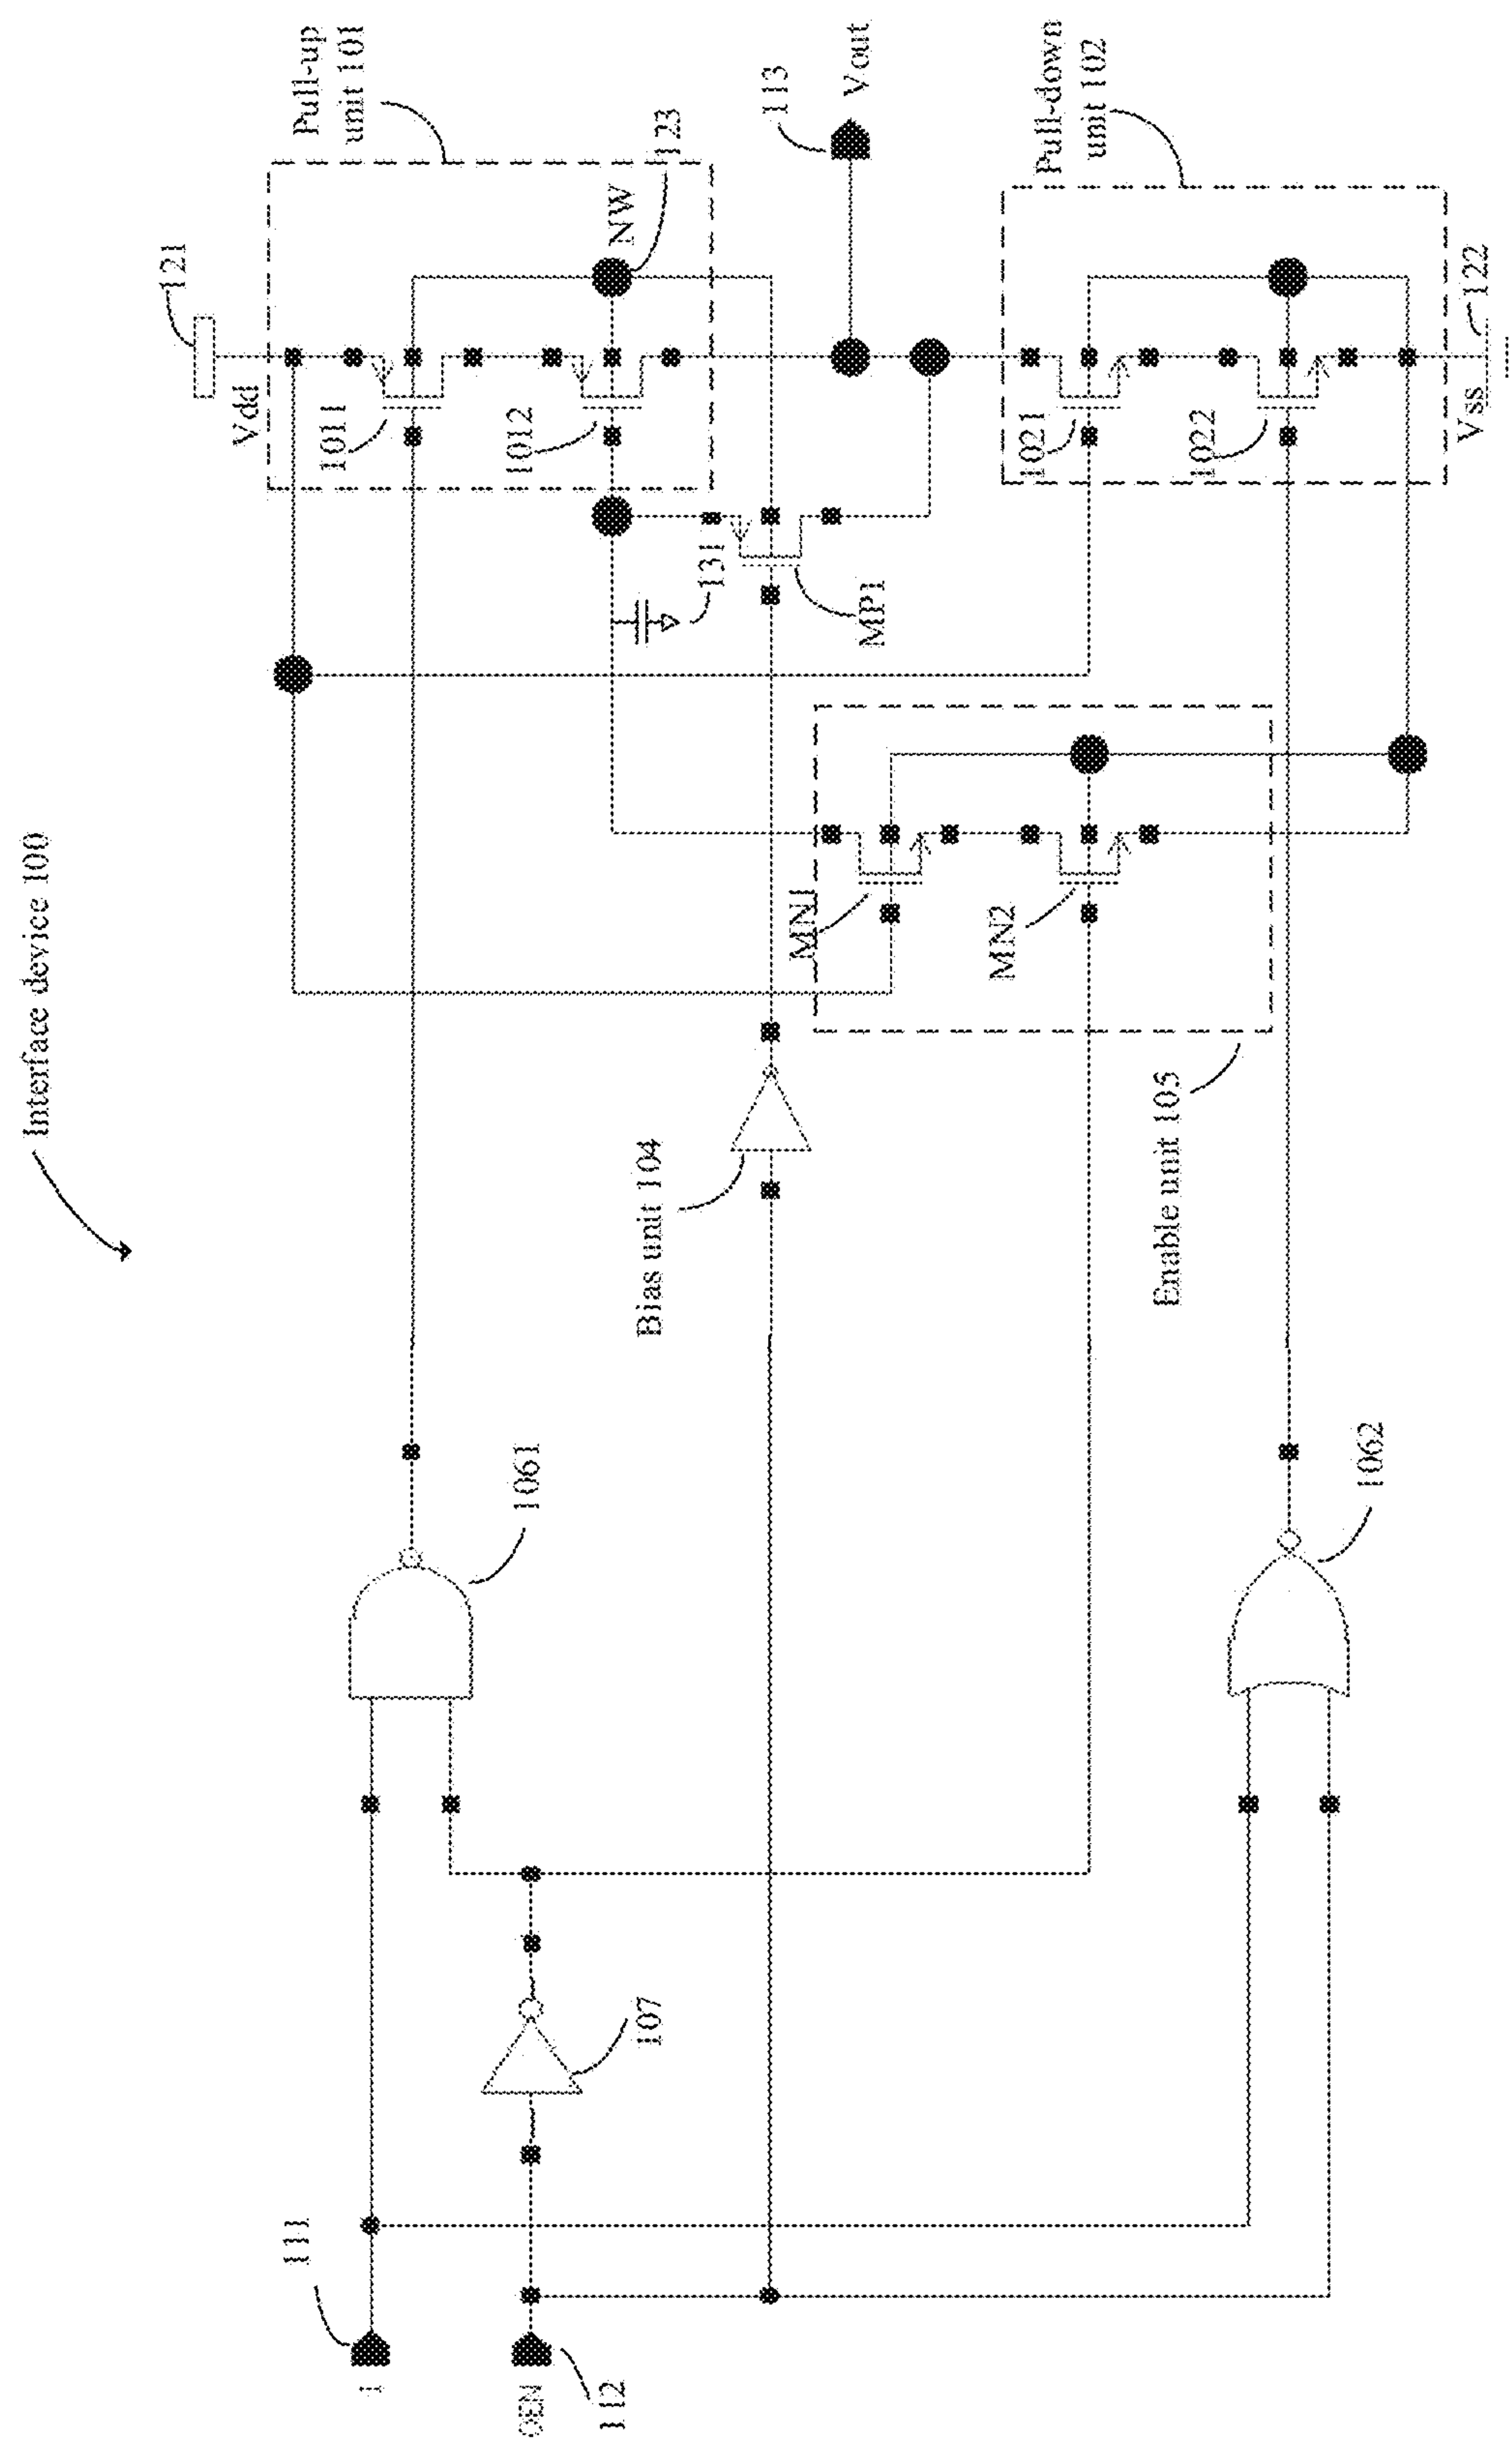 Interface device 100
121
Vdd
Pull-up
unit 101
1011
1012
NW
123
131
MP1
113
Vout
Pull-down
unit 102
1021
1022
Vss
122
MN1
MN2
Bias unit 104
Enable unit 105
1061
1062
107
111
I
OEN
112